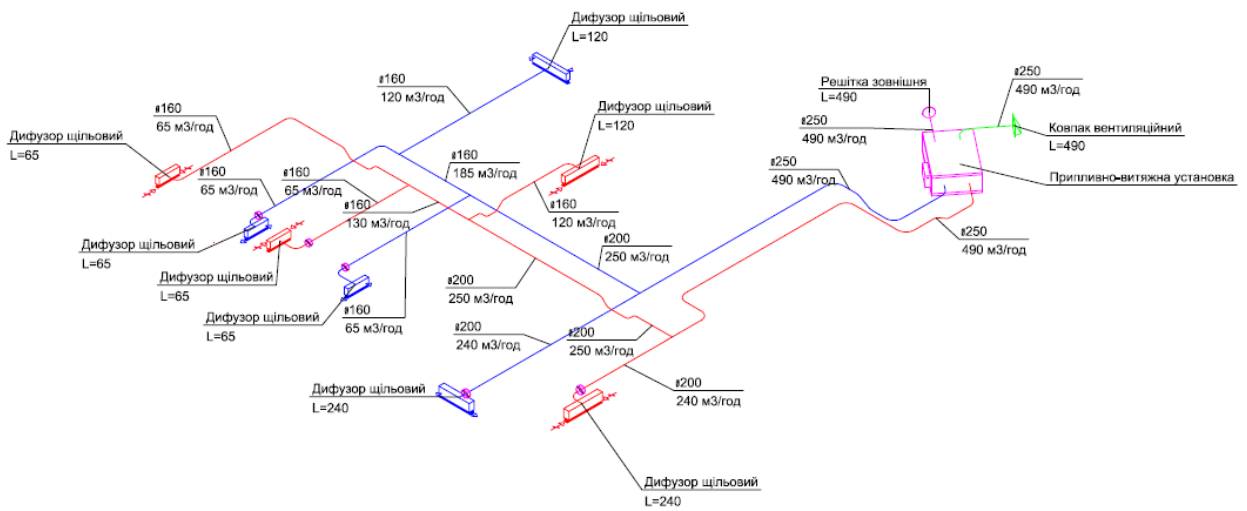 Дифузор щільовий
L=120
ø160
120 м3/год
ø250
490 м3/год
Решітка зовнішня
L=490
ø160
65 м3/год
Дифузор щільовий
L=120
ø250
490 м3/год
Ковпак вентиляційний
L=490
Дифузор щільовий
L=65
ø160
65 м3/год
ø160
65 м3/год
ø160
185 м3/год
ø250
490 м3/год
Припливно-витяжна установка
ø160
130 м3/год
ø160
120 м3/год
ø250
490 м3/год
Дифузор щільовий
L=65
Дифузор щільовий
L=65
ø200
250 м3/год
ø200
250 м3/год
Дифузор щільовий
L=65
ø160
65 м3/год
ø200
240 м3/год
ø200
250 м3/год
Дифузор щільовий
L=240
ø200
240 м3/год
Дифузор щільовий
L=240